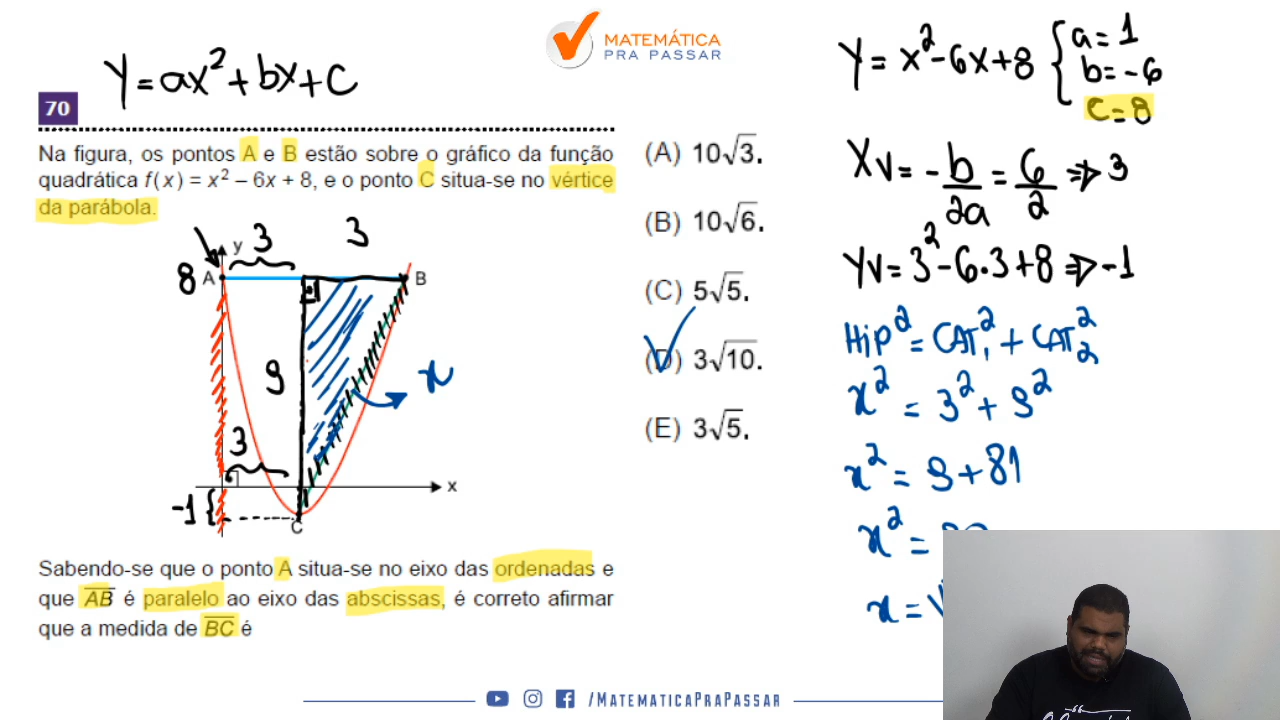 MATEMÁTICA
PRA PASSAR
Y = ax² + bx + c
70
Na figura, os pontos A e B estão sobre o gráfico da função
quadrática f(x) = x² – 6x + 8, e o ponto C situa-se no vértice
da parábola.
3
3
y
8
A
B
9
x
3
x
-1
C
Sabendo-se que o ponto A situa-se no eixo das ordenadas e
que AB é paralelo ao eixo das abscissas, é correto afirmar
que a medida de BC é
(A) 10√3.
(B) 10√6.
(C) 5√5.
(D) 3√10.
(E) 3√5.
Y = x² - 6x + 8 { a = 1
b = -6
c = 8
Xv = -b/2a = 6/2 ⇒ 3
Yv = 3² - 6·3 + 8 ⇒ -1
Hip² = CAT₁² + CAT₂²
x² = 3² + 9²
x² = 9 + 81
x² =
x = √
/MatematicaPraPassar